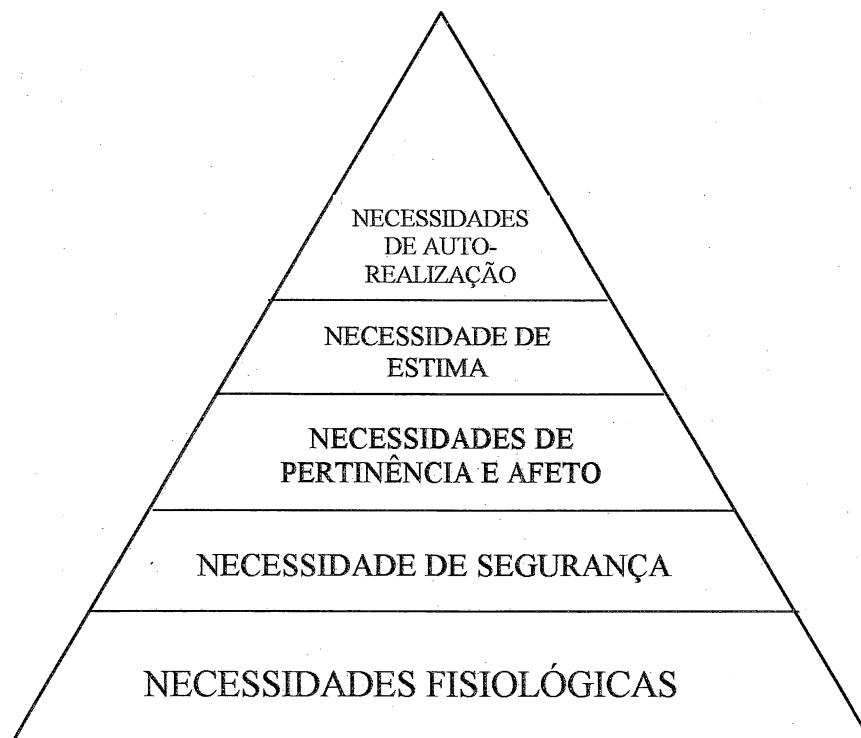 NECESSIDADES
DE AUTO-
REALIZAÇÃO
NECESSIDADE DE
ESTIMA
NECESSIDADES DE
PERTINÊNCIA E AFETO
NECESSIDADE DE SEGURANÇA
NECESSIDADES FISIOLÓGICAS